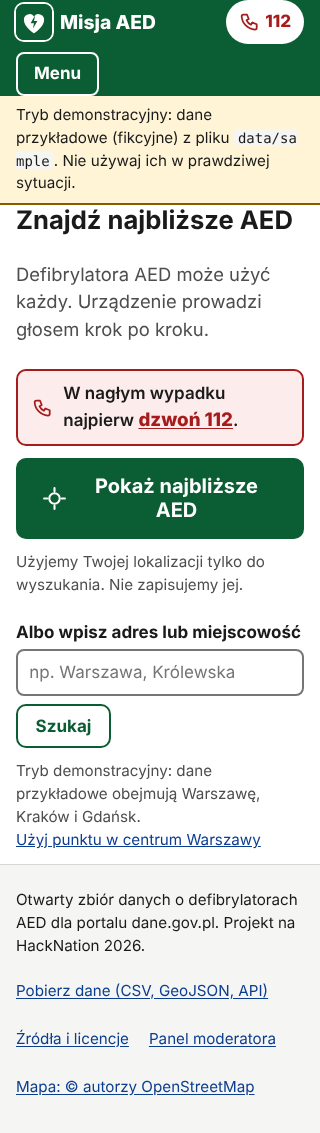 Misja AED
112
Menu
Tryb demonstracyjny: dane
przykładowe (fikcyjne) z pliku data/sa
mple . Nie używaj ich w prawdziwej
sytuacji.
Znajdź najbliższe AED
Defibrylatora AED może użyć
każdy. Urządzenie prowadzi
głosem krok po kroku.
W nagłym wypadku
najpierw dzwoń 112.
Pokaż najbliższe
AED
Użyjemy Twojej lokalizacji tylko do
wyszukania. Nie zapisujemy jej.
Albo wpisz adres lub miejscowość
np. Warszawa, Królewska
Szukaj
Tryb demonstracyjny: dane
przykładowe obejmują Warszawę,
Kraków i Gdańsk.
Użyj punktu w centrum Warszawy
Otwarty zbiór danych o defibrylatorach
AED dla portalu dane.gov.pl. Projekt na
HackNation 2026.
Pobierz dane (CSV, GeoJSON, API)
Źródła i licencje Panel moderatora
Mapa: © autorzy OpenStreetMap